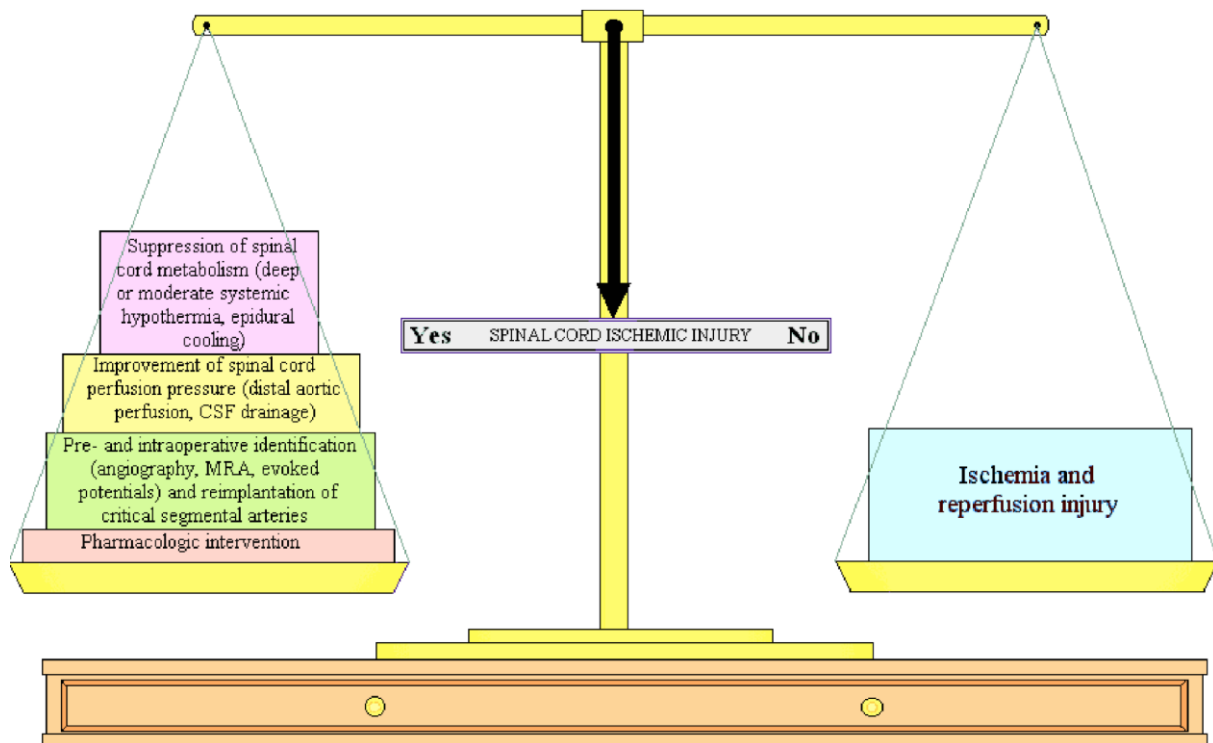 Suppression of spinal
cord metabolism (deep
or moderate systemic
hypothermia, epidural
cooling)
Improvement of spinal cord
perfusion pressure (distal aortic
perfusion, CSF drainage)
Pre- and intraoperative identification
(angiography, MRA, evoked
potentials) and reimplantation of
critical segmental arteries
Pharmacologic intervention
Yes SPINAL CORD ISCHEMIC INJURY No
Ischemia and
reperfusion injury